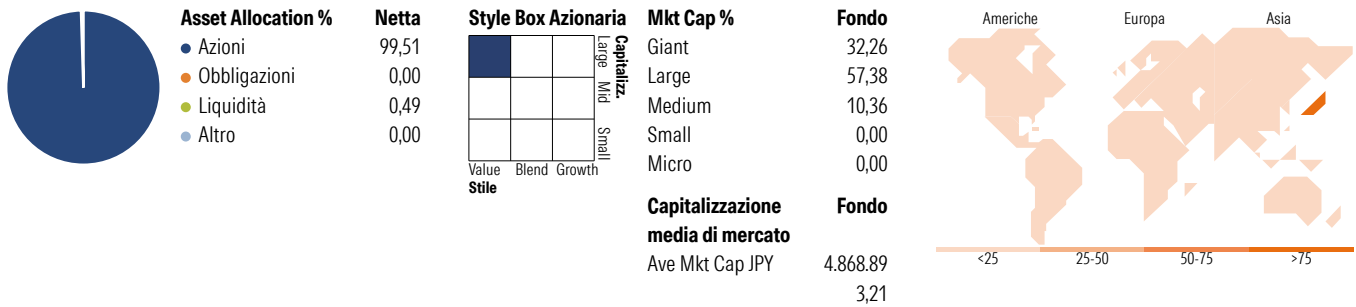 Asset Allocation % Netta
Azioni 99,51
Obbligazioni 0,00
Liquidità 0,49
Altro 0,00
Style Box Azionaria
Capitalizz.
Large
Mid
Small
Value Blend Growth
Stile
Mkt Cap % Fondo
Giant 32,26
Large 57,38
Medium 10,36
Small 0,00
Micro 0,00
Capitalizzazione Fondo
media di mercato
Ave Mkt Cap JPY 4.868.89
3,21
Americhe Europa Asia
<25 25-50 50-75 >75